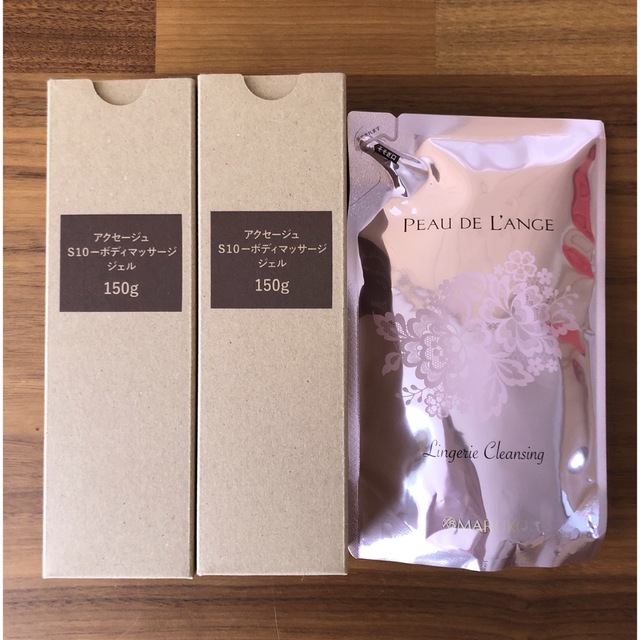 アクセージュ
S10ーボディマッサージ
ジェル
150g
アクセージュ
S10ーボディマッサージ
ジェル
150g
PEAU DE L'ANGE
Lingerie Cleansing